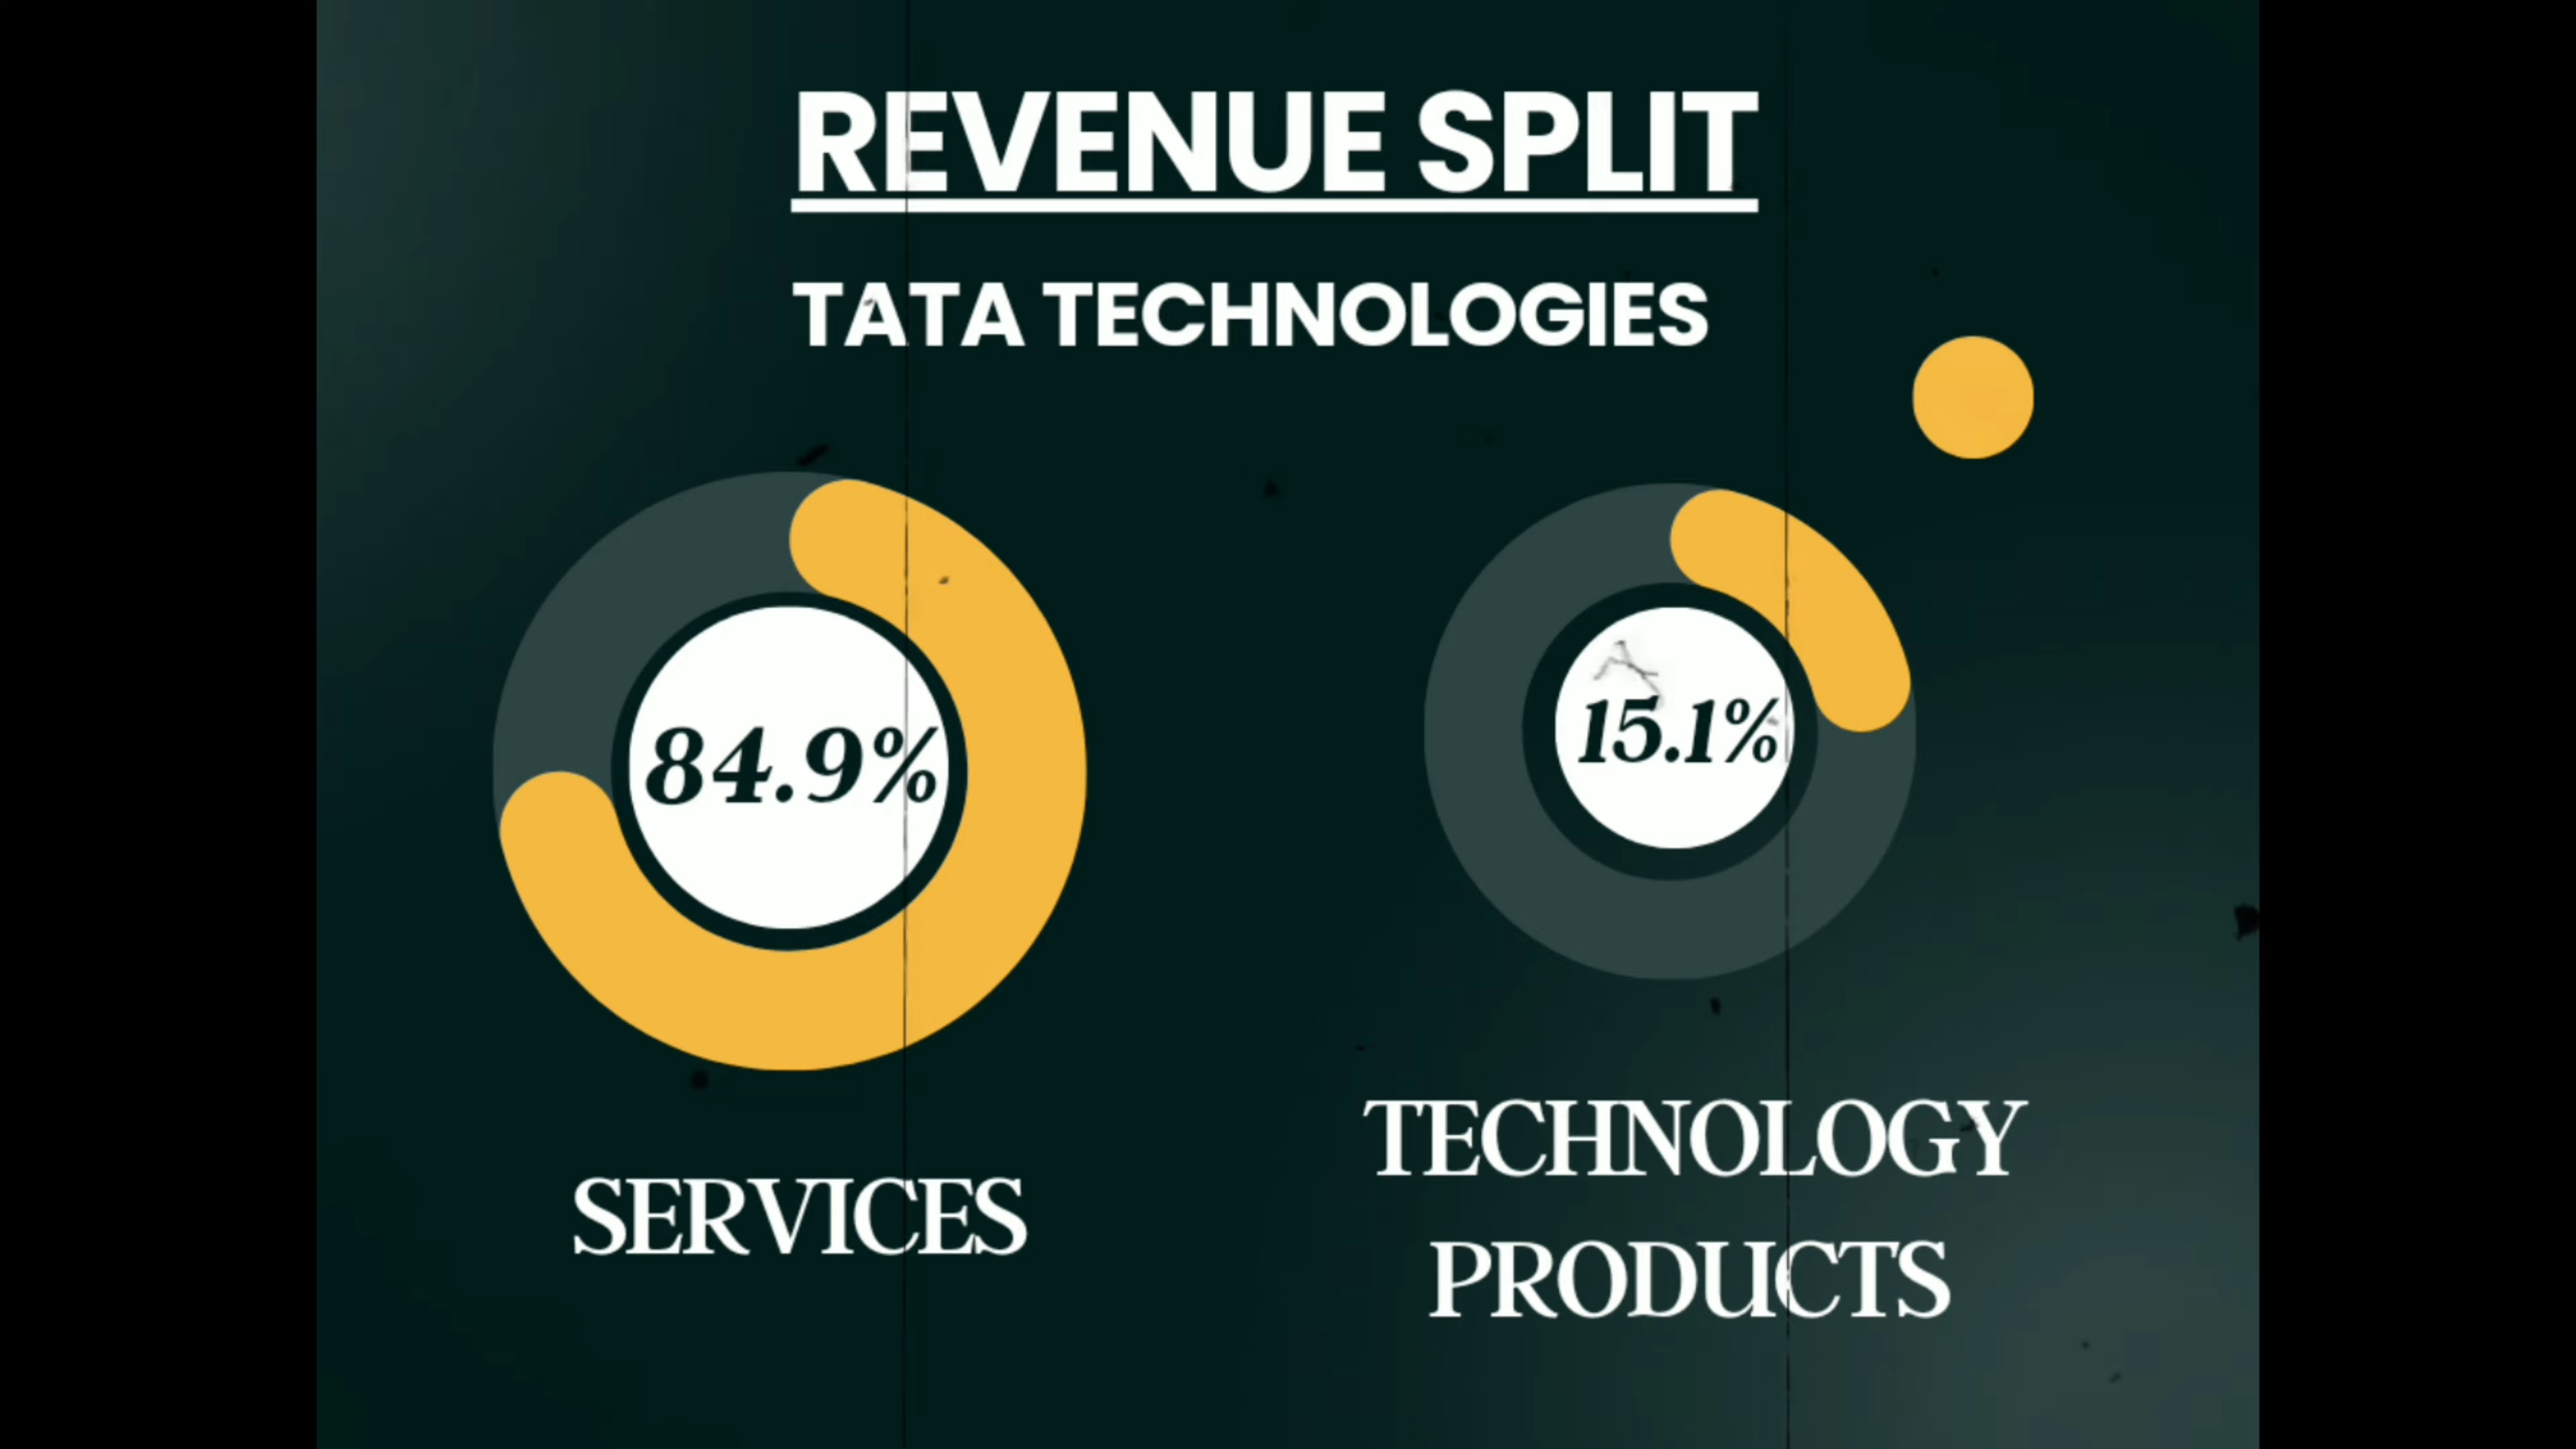 REVENUE SPLIT
TATA TECHNOLOGIES
84.9%
15.1%
SERVICES
TECHNOLOGY
PRODUCTS